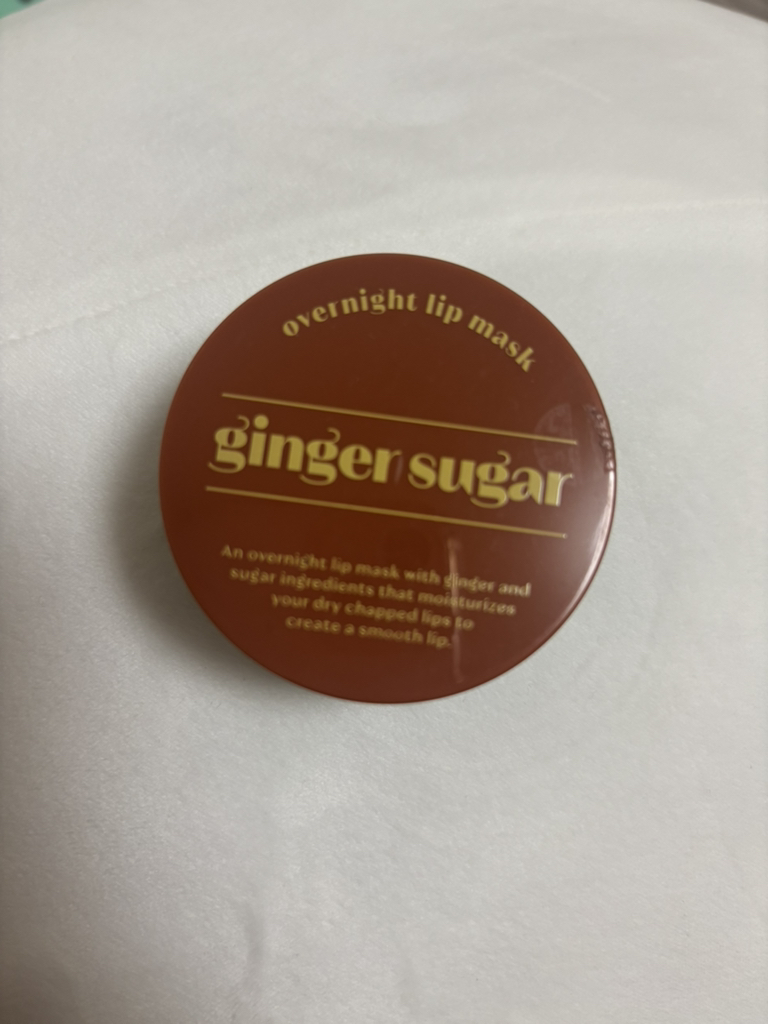 overnight lip mask
ginger sugar
An overnight lip mask with ginger and
sugar ingredients that moisturizes
your dry chapped lips to
create a smooth lip.